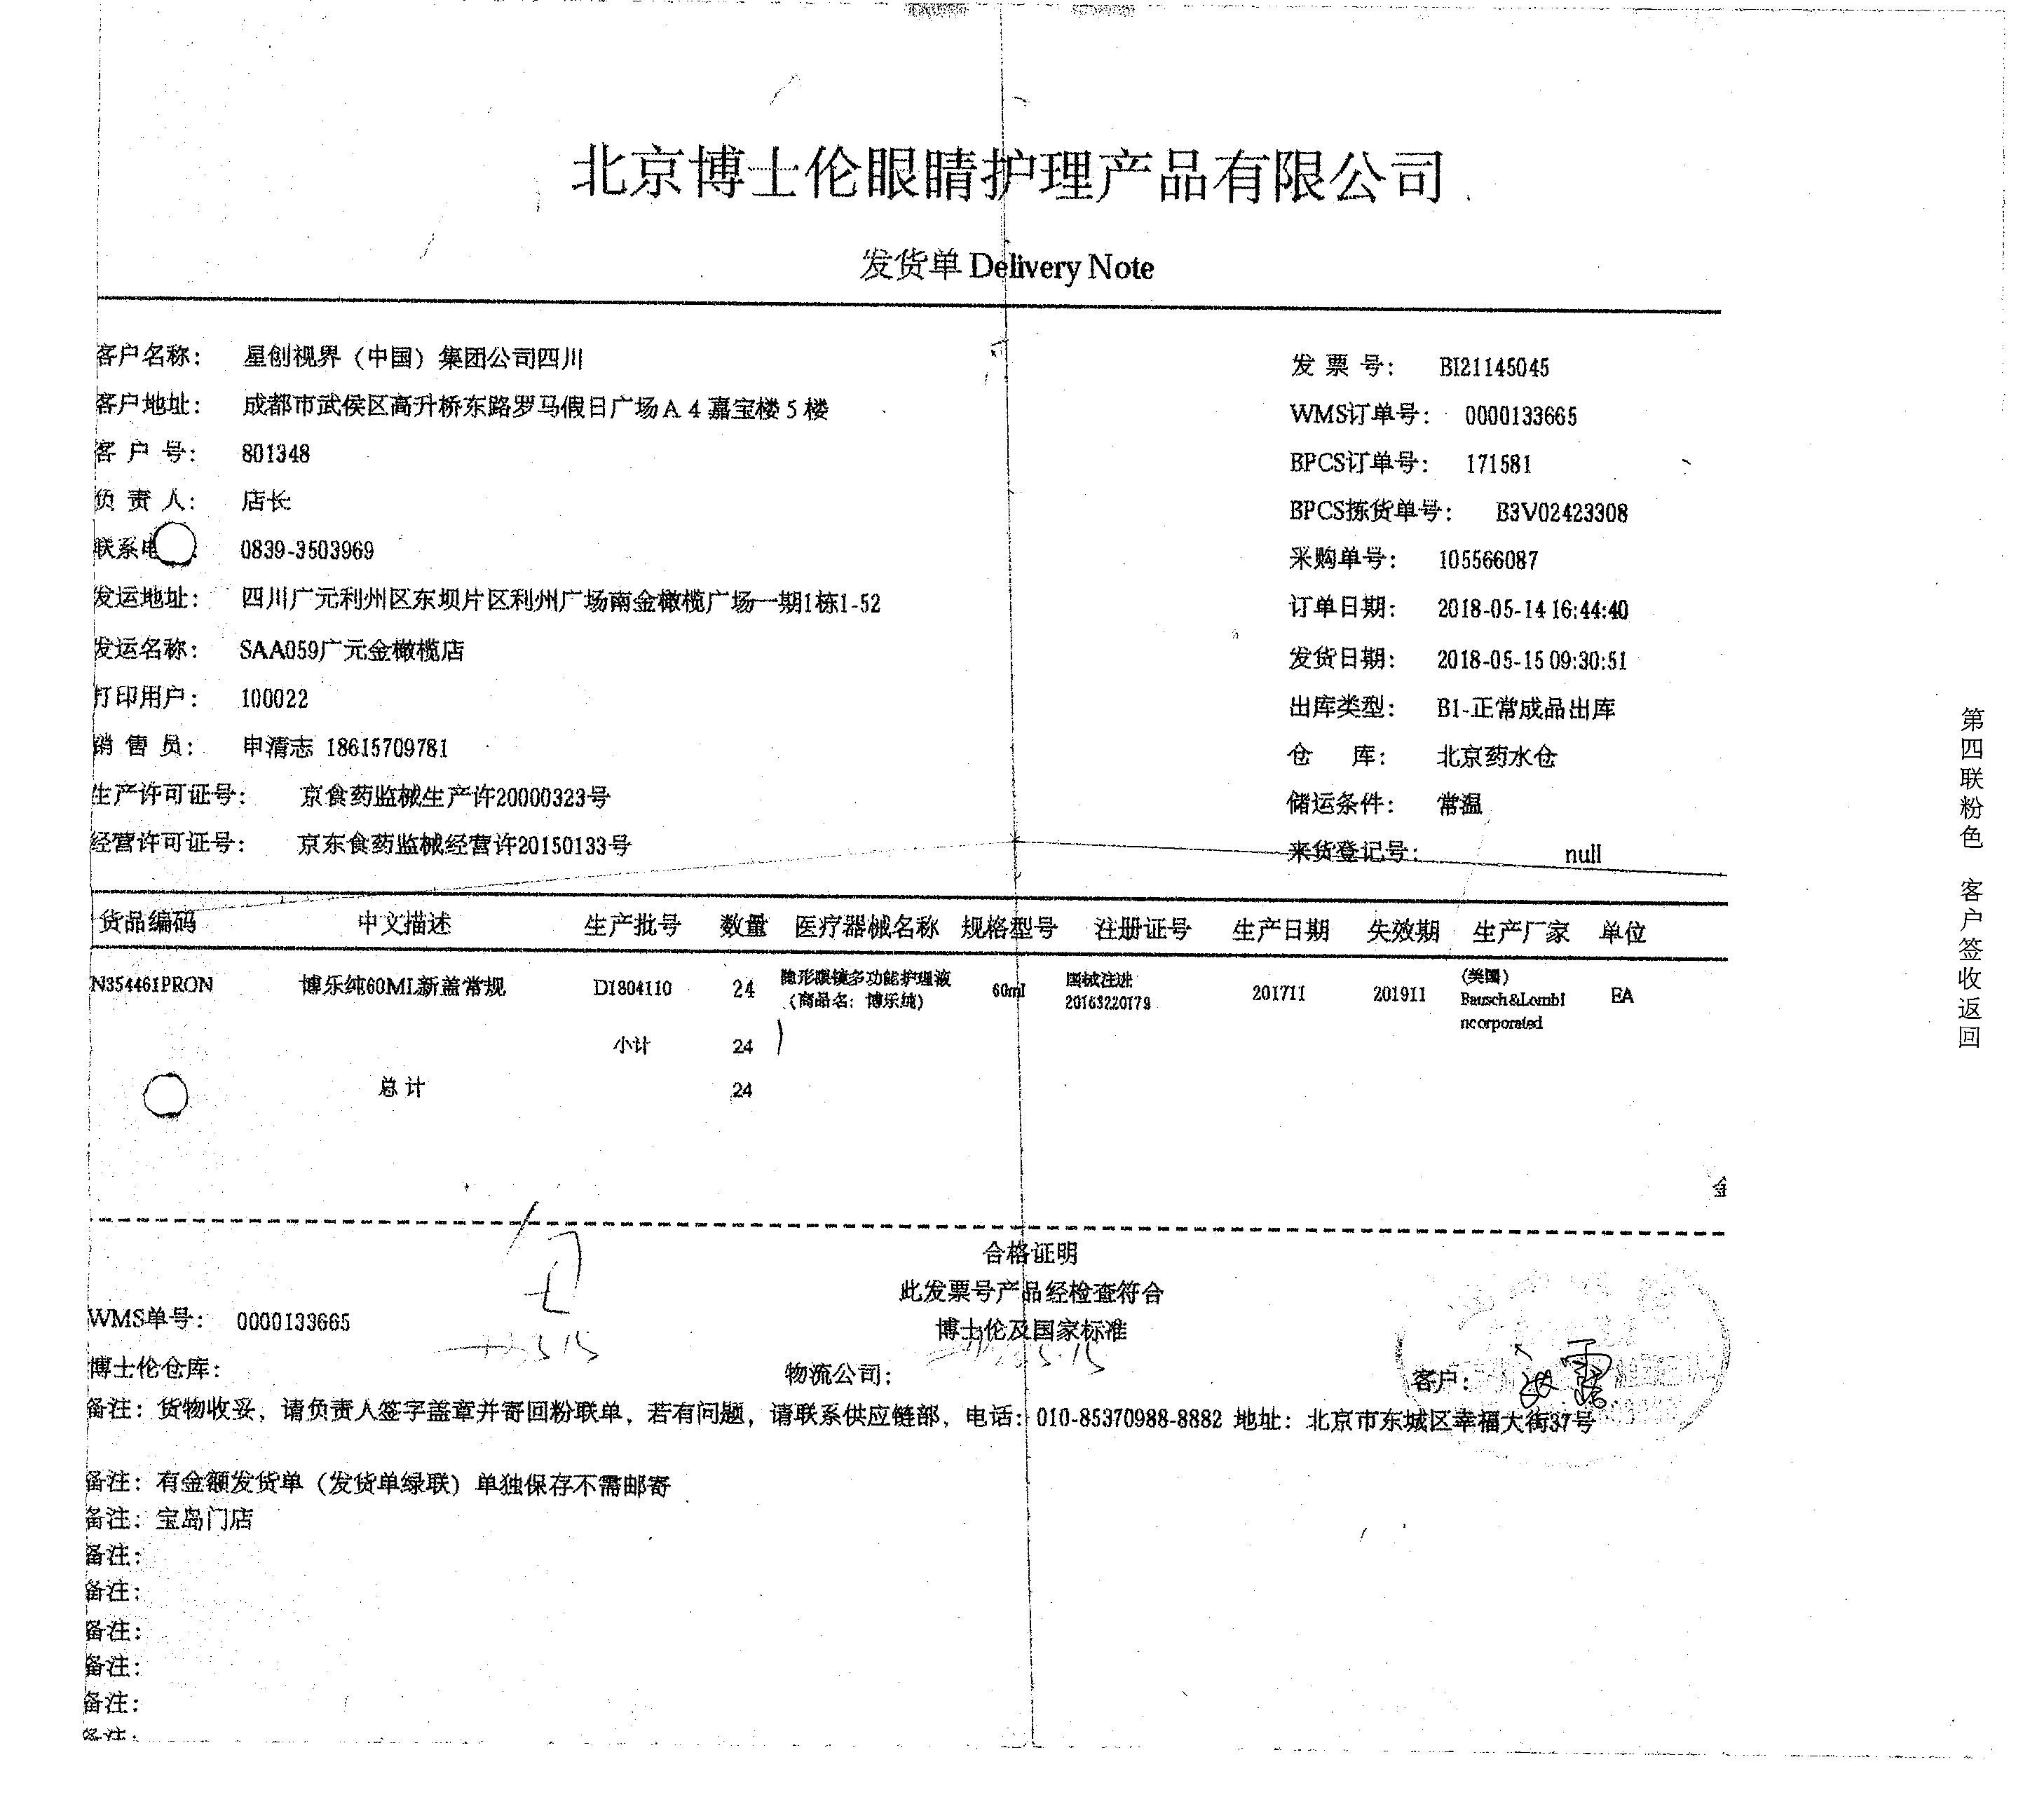 北京博士伦眼睛护理产品有限公司
发货单 Delivery Note
客户名称： 星创视界（中国）集团公司四川
发 票 号： BI21145045
客户地址： 成都市武侯区高升桥东路罗马假日广场A 4 嘉宝楼 5 楼
WMS订单号： 0000133665
客 户 号： 801348
BPCS订单号： 171581
负 责 人： 店长
BPCS拣货单号： B3V02423308
联系电 ： 0839-3503969
采购单号： 105566087
发运地址： 四川广元利州区东坝片区利州广场南金橄榄广场一期1栋1-52
订单日期： 2018-05-14 16:44:40
发运名称： SAA059广元金橄榄店
发货日期： 2018-05-15 09:30:51
打印用户： 100022
出库类型： B1-正常成品出库
销 售 员： 申清志 18615709781
仓 库： 北京药水仓
生产许可证号： 京食药监械生产许20000323号
储运条件： 常温
经营许可证号： 京东食药监械经营许20150133号
来货登记号： null
货品编码 中文描述 生产批号 数量 医疗器械名称 规格型号 注册证号 生产日期 失效期 生产厂家 单位
N354461PRON 博乐纯60ML新盖常规 D1804110 24 隐形眼镜多功能护理液（商品名：博乐纯） 60ml 国械注进20163220179 201711 201911 (美国) Bausch&LombIncorporated EA
小计 24
总 计 24
合格证明
此发票号产品经检查符合
博士伦及国家标准
WMS单号： 0000133665
博士伦仓库：
物流公司：
客户：
备注：货物收妥，请负责人签字盖章并寄回粉联单，若有问题，请联系供应链部，电话：010-85370988-8882 地址：北京市东城区幸福大街37号
备注：有金额发货单（发货单绿联）单独保存不需邮寄
备注：宝岛门店
备注：
备注：
备注：
备注：
备注：
备注：
第四联粉色 客户签收返回